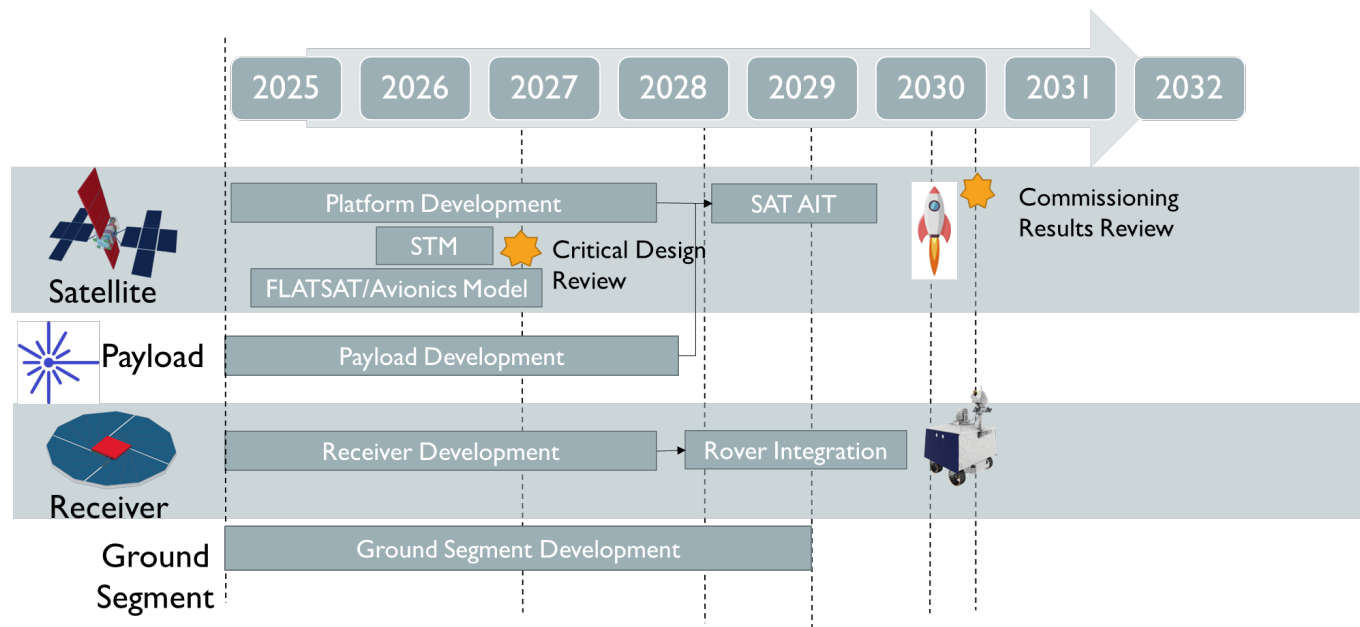 2025
2026
2027
2028
2029
2030
2031
2032
Platform Development
SAT AIT
Commissioning
Results Review
STM
Critical Design
Review
FLATSAT/Avionics Model
Satellite
Payload
Payload Development
Receiver Development
Rover Integration
Receiver
Ground Segment Development
Ground
Segment